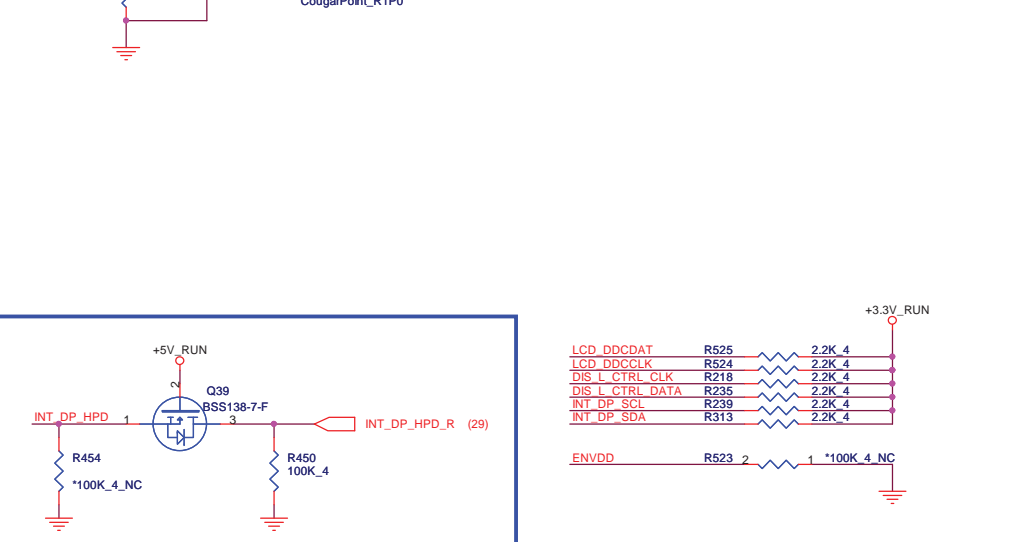 CougarPoint_R1P0
+5V_RUN
2
Q39
BSS138-7-F
INT_DP_HPD 1
3
INT_DP_HPD_R (29)
R454
*100K_4_NC
R450
100K_4
+3.3V_RUN
LCD_DDCDAT R525 2.2K_4
LCD_DDCCLK R524 2.2K_4
DIS_L_CTRL_CLK R218 2.2K_4
DIS_L_CTRL_DATA R235 2.2K_4
INT_DP_SCL R239 2.2K_4
INT_DP_SDA R313 2.2K_4
ENVDD R523 2 1 *100K_4_NC